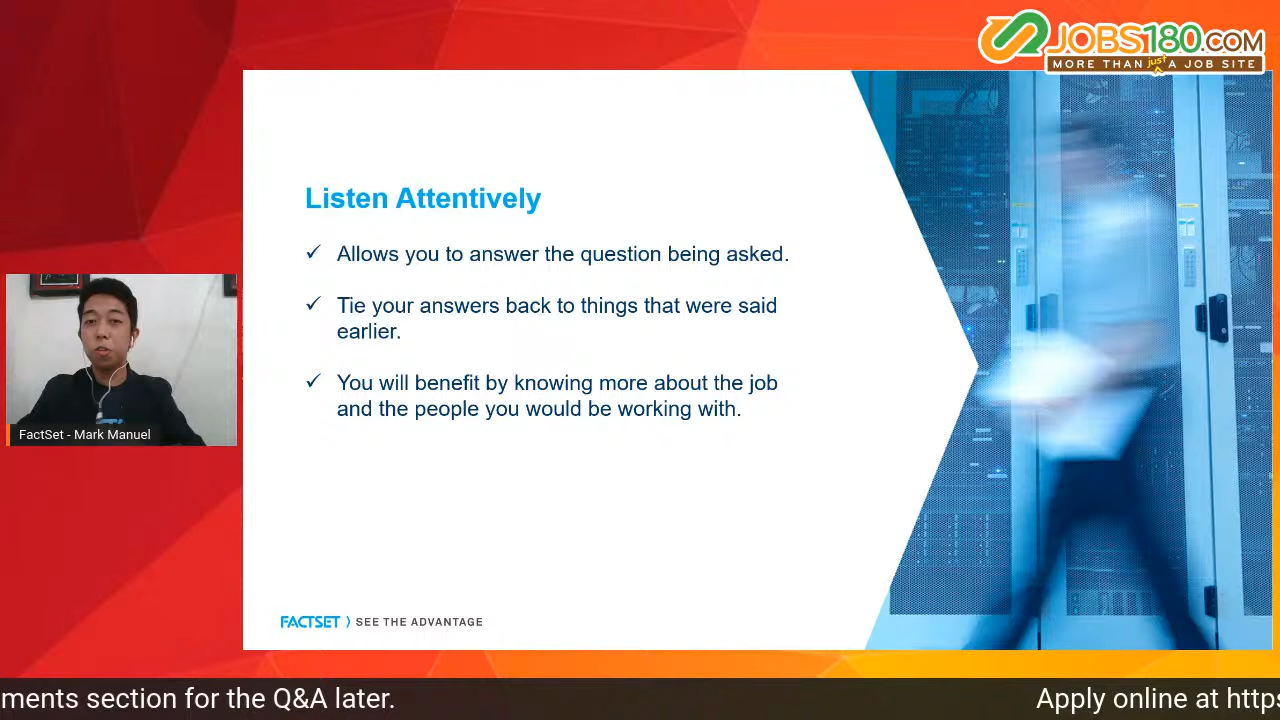 JOBS180.COM
MORE THAN just A JOB SITE
Listen Attentively
✓ Allows you to answer the question being asked.
✓ Tie your answers back to things that were said
earlier.
✓ You will benefit by knowing more about the job
and the people you would be working with.
FactSet - Mark Manuel
FACTSET ⟩ SEE THE ADVANTAGE
ments section for the Q&A later.
Apply online at https